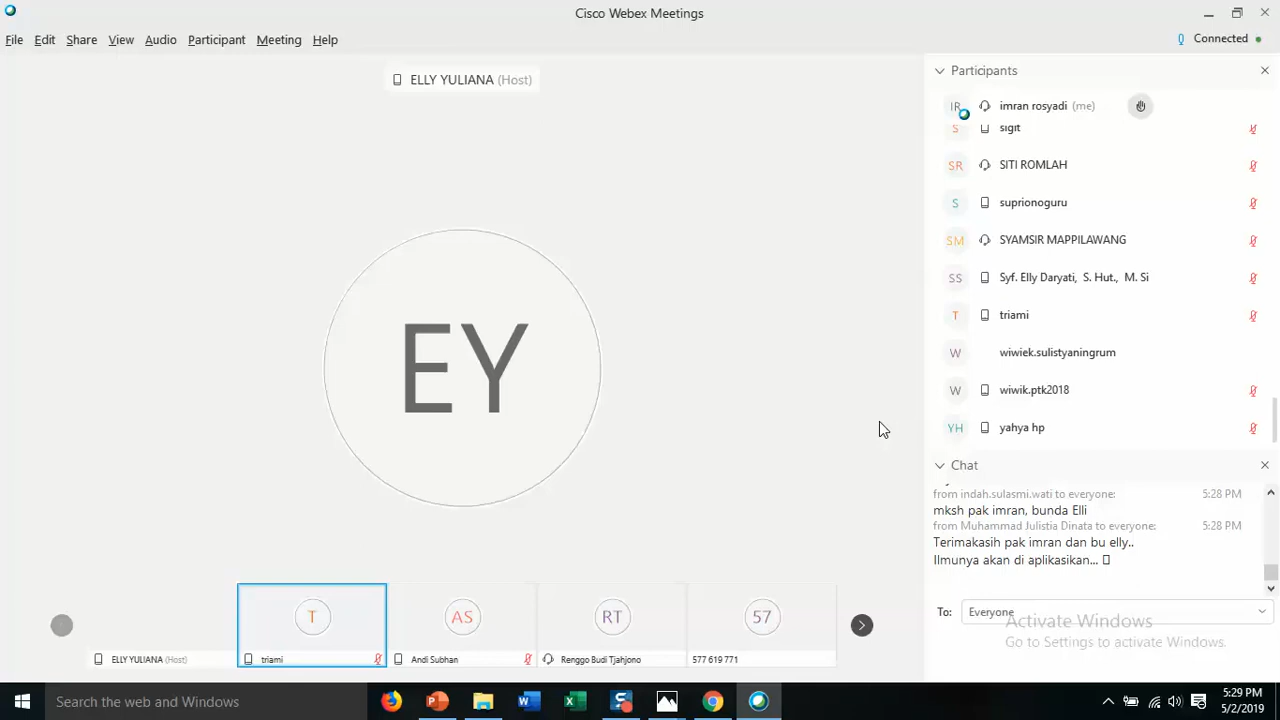 Cisco Webex Meetings
File Edit Share View Audio Participant Meeting Help
Connected
ELLY YULIANA (Host)
EY
T
triami
AS
Andi Subhan
RT
Renggo Budi Tjahjono
57
577 619 771
ELLY YULIANA (Host)
Participants
IR imran rosyadi (me)
S sigit
SR SITI ROMLAH
S suprionoguru
SM SYAMSIR MAPPILAWANG
SS Syf. Elly Daryati, S. Hut., M. Si
T triami
W wiwiek.sulistyaningrum
W wiwik.ptk2018
YH yahya hp
Chat
from indah.sulasmi.wati to everyone: 5:28 PM
mksh pak imran, bunda Elli
from Muhammad Julistia Dinata to everyone: 5:28 PM
Terimakasih pak imran dan bu elly..
Ilmunya akan di aplikasikan...
To: Everyone
Activate Windows
Go to Settings to activate Windows.
Search the web and Windows
5:29 PM
5/2/2019